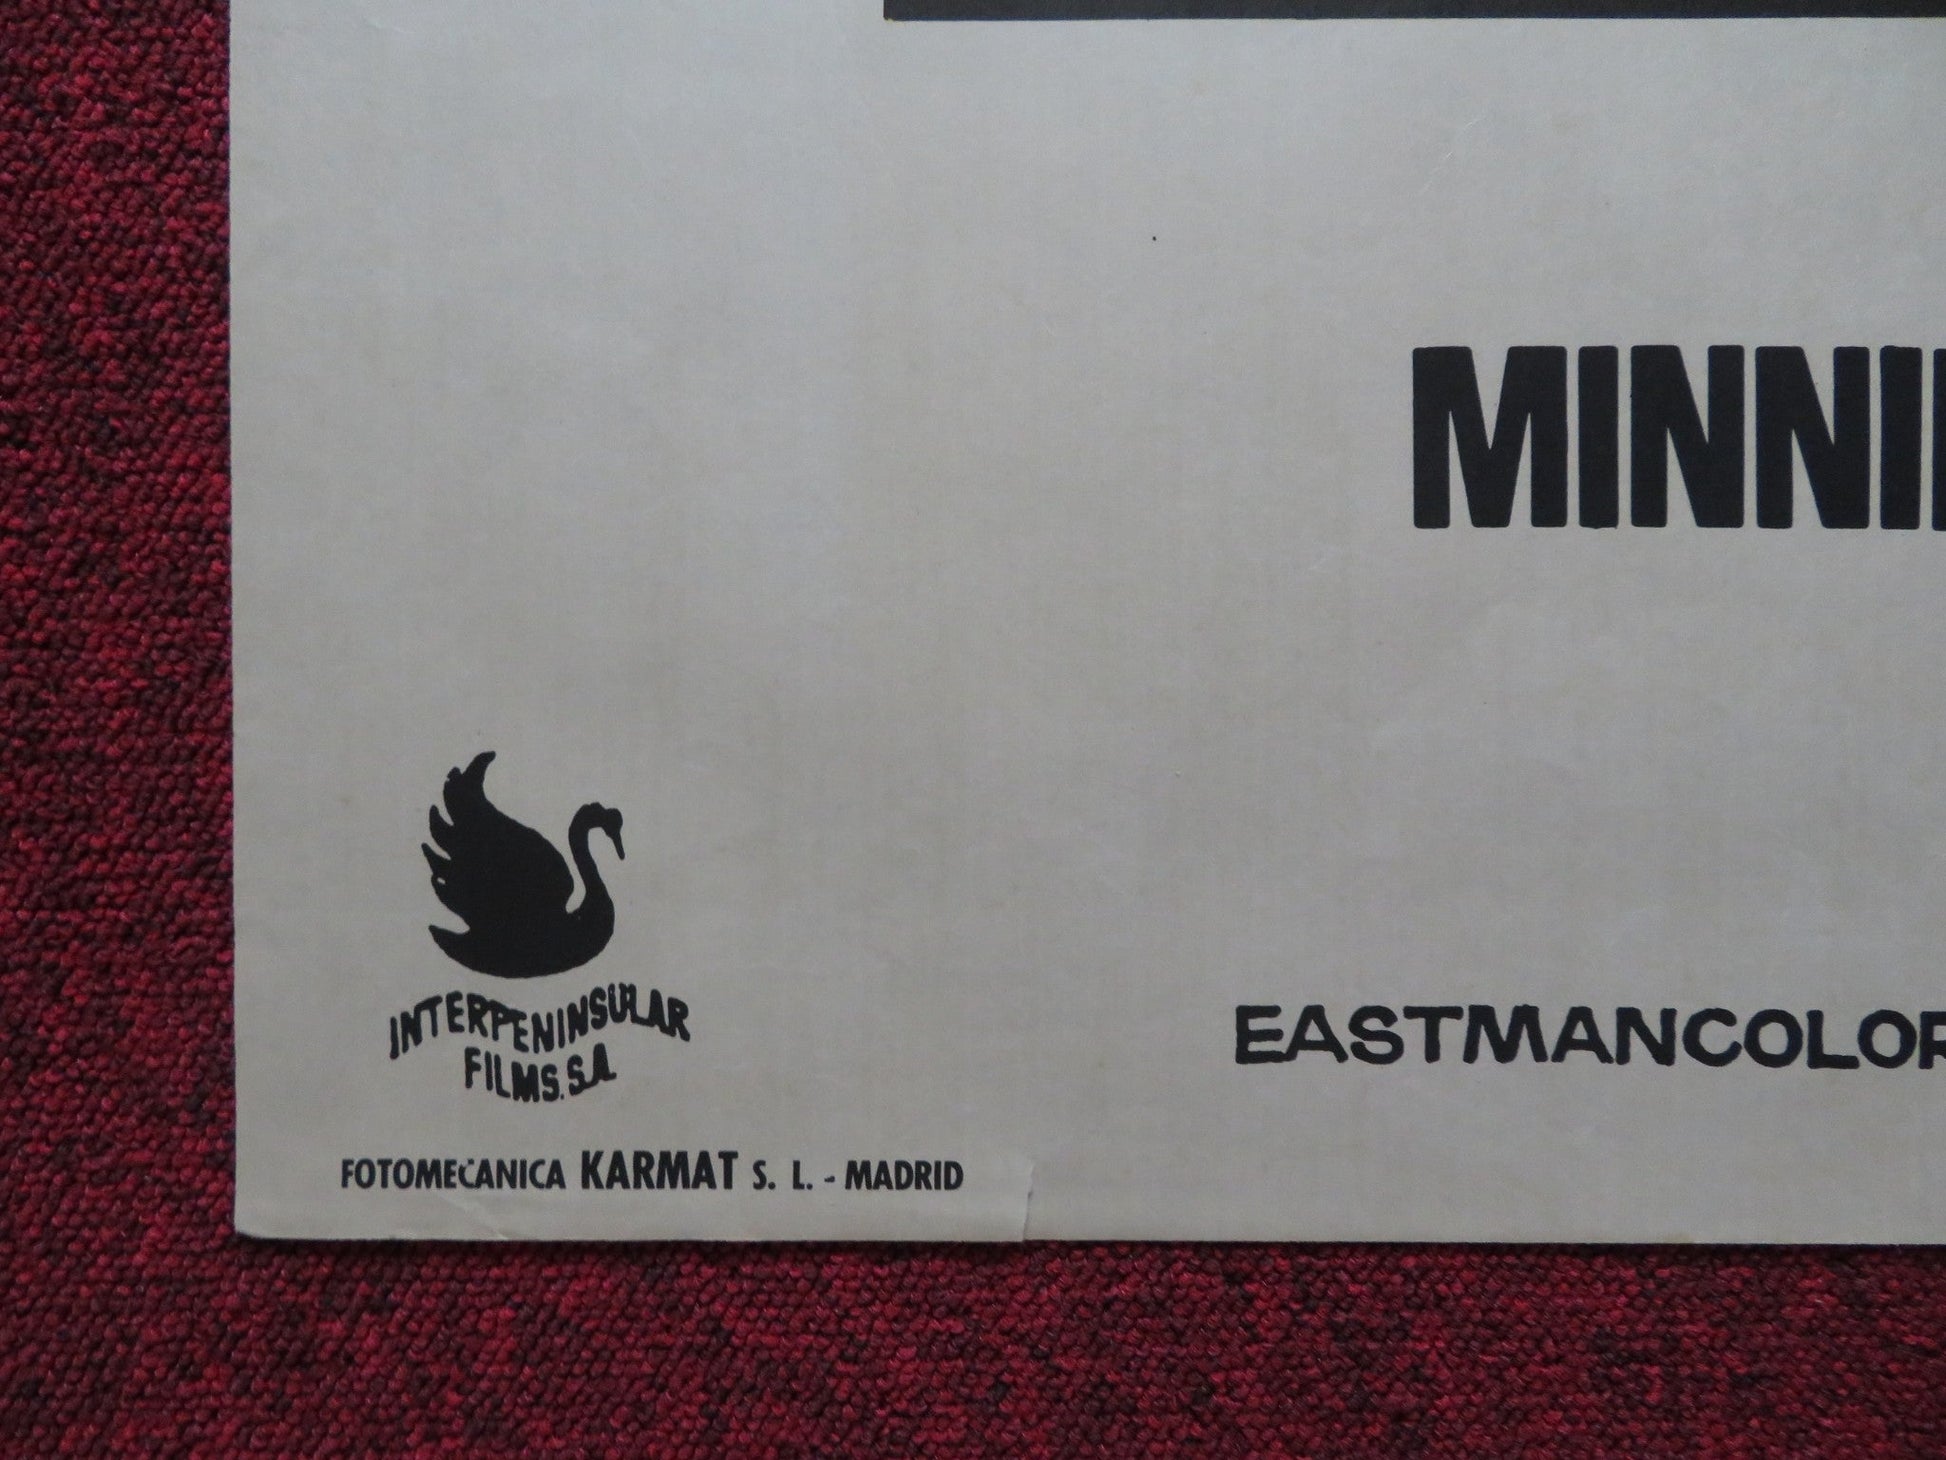 MINNI
EASTMANCOLOR
INTERPENINSULAR
FILMS. S.A.
FOTOMECANICA KARMAT S. L. - MADRID